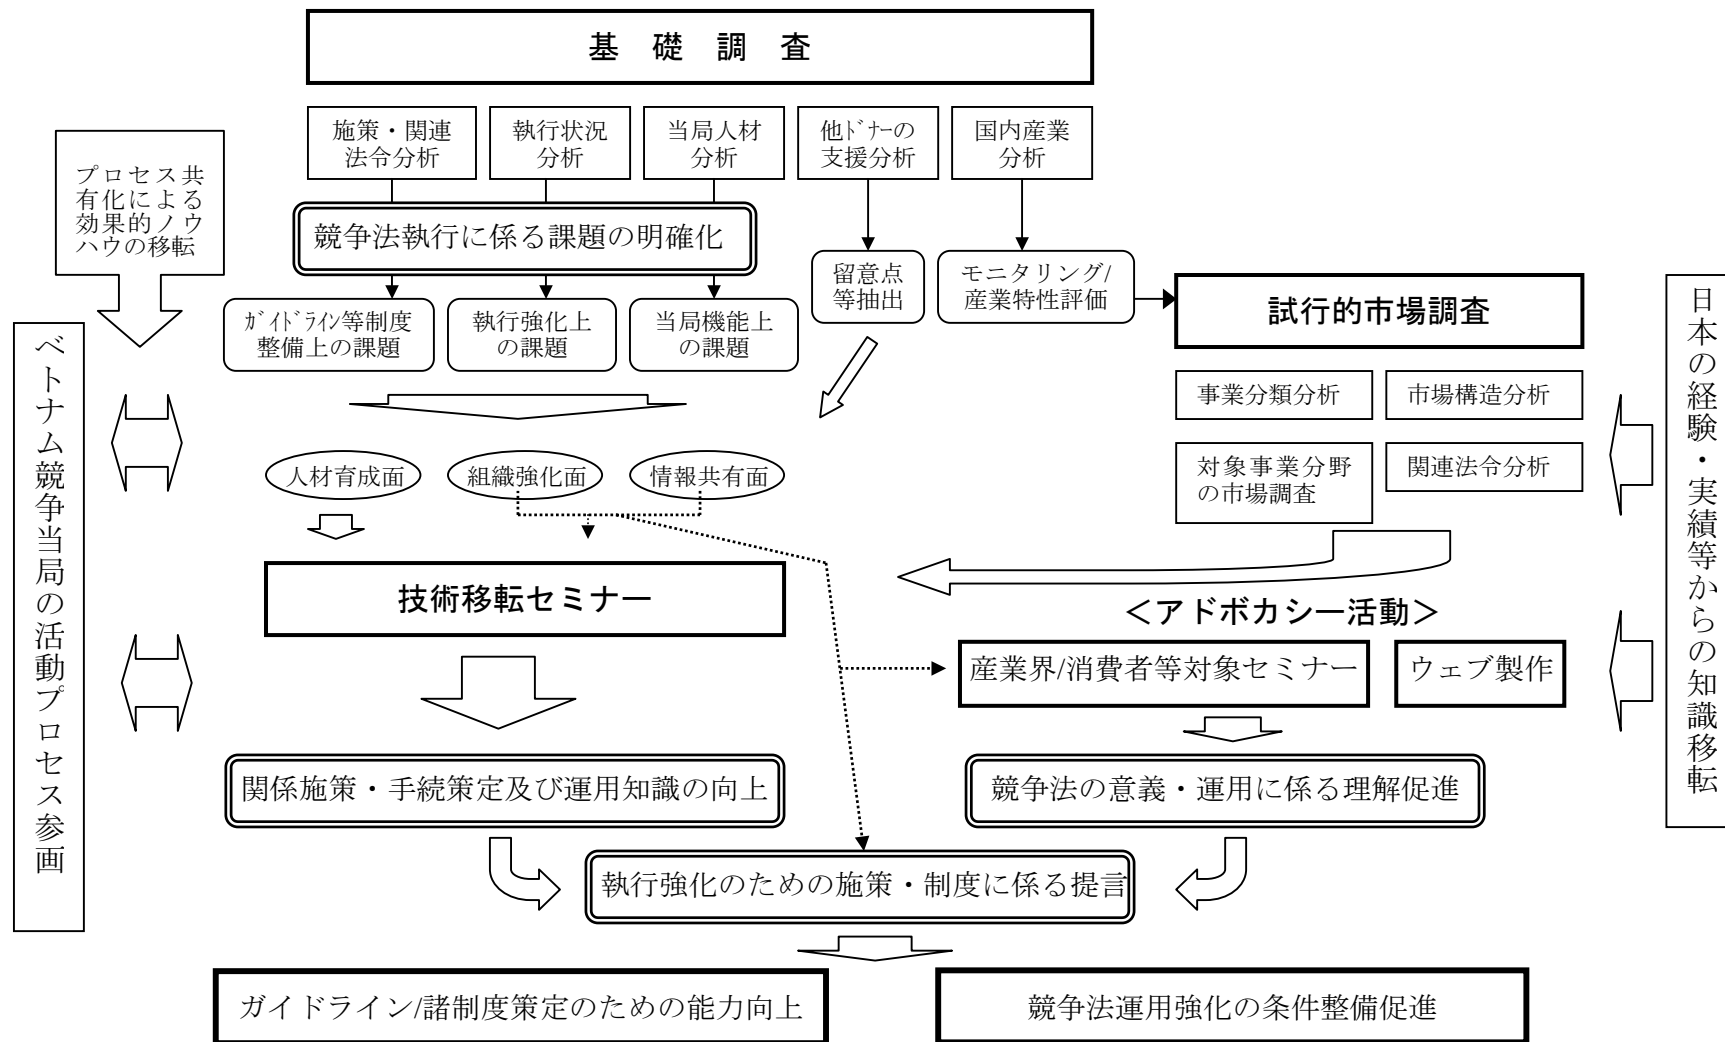 基 礎 調 査
施策・関連
法令分析
執行状況
分析
当局人材
分析
他ﾄﾞﾅｰの
支援分析
国内産業
分析
プロセス共
有化による
効果的ノウ
ハウの移転
競争法執行に係る課題の明確化
留意点
等抽出
モニタリング/
産業特性評価
試行的市場調査
ｶﾞｲﾄﾞﾗｲﾝ等制度
整備上の課題
執行強化上
の課題
当局機能上
の課題
事業分類分析
市場構造分析
対象事業分野
の市場調査
関連法令分析
人材育成面
組織強化面
情報共有面
技術移転セミナー
＜アドボカシー活動＞
産業界/消費者等対象セミナー
ウェブ製作
関係施策・手続策定及び運用知識の向上
競争法の意義・運用に係る理解促進
執行強化のための施策・制度に係る提言
ガイドライン/諸制度策定のための能力向上
競争法運用強化の条件整備促進
ベトナム競争当局の活動プロセス参画
日本の経験・実績等からの知識移転